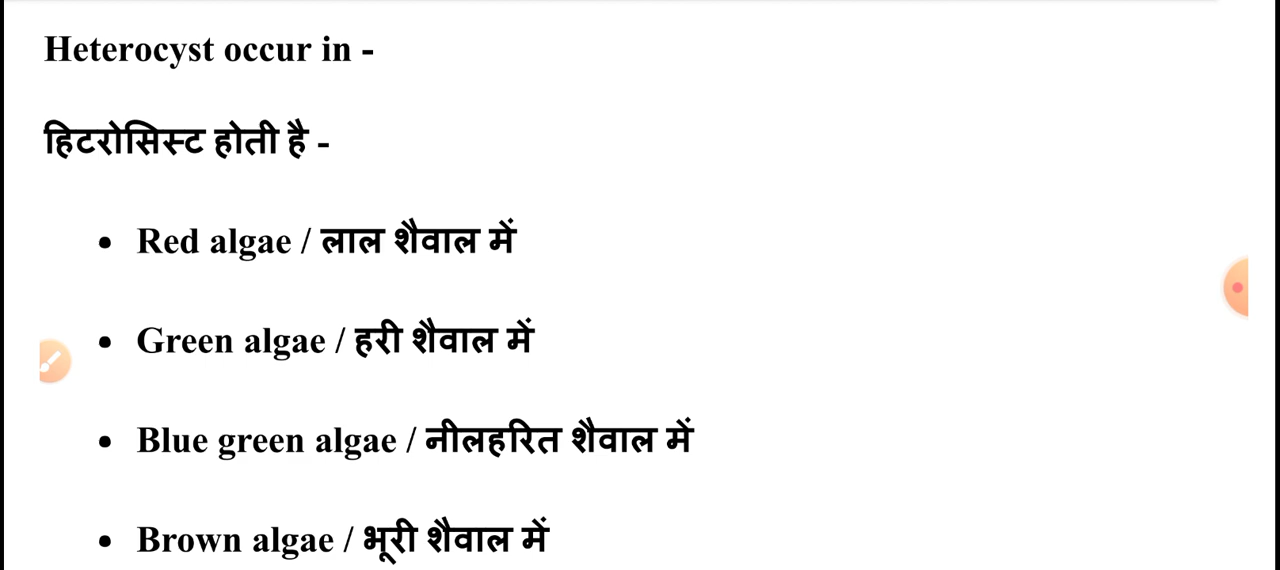 Heterocyst occur in -
हिटरोसिस्ट होती है -
• Red algae / लाल शैवाल में
• Green algae / हरी शैवाल में
• Blue green algae / नीलहरित शैवाल में
• Brown algae / भूरी शैवाल में